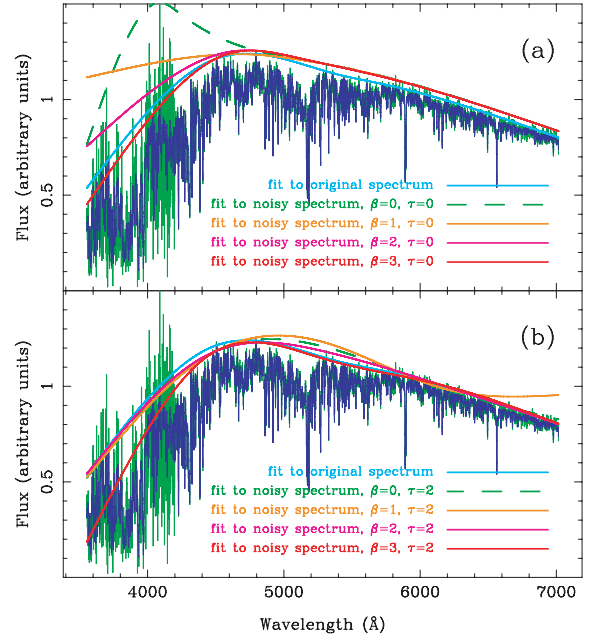 (a)
1
0.5
Flux (arbitrary units)
fit to original spectrum
fit to noisy spectrum, β=0, τ=0
fit to noisy spectrum, β=1, τ=0
fit to noisy spectrum, β=2, τ=0
fit to noisy spectrum, β=3, τ=0
(b)
1
0.5
Flux (arbitrary units)
fit to original spectrum
fit to noisy spectrum, β=0, τ=2
fit to noisy spectrum, β=1, τ=2
fit to noisy spectrum, β=2, τ=2
fit to noisy spectrum, β=3, τ=2
4000 5000 6000 7000
Wavelength (Å)